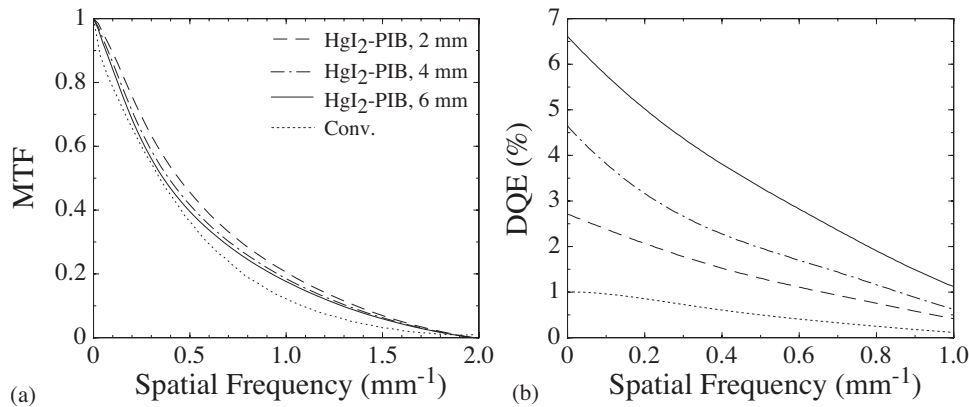 1
0.8
0.6
0.4
0.2
0
MTF
HgI2-PIB, 2 mm
HgI2-PIB, 4 mm
HgI2-PIB, 6 mm
Conv.
0 0.5 1.0 1.5 2.0
Spatial Frequency (mm-1)
(a)
7
6
5
4
3
2
1
0
DQE (%)
0 0.2 0.4 0.6 0.8 1.0
Spatial Frequency (mm-1)
(b)